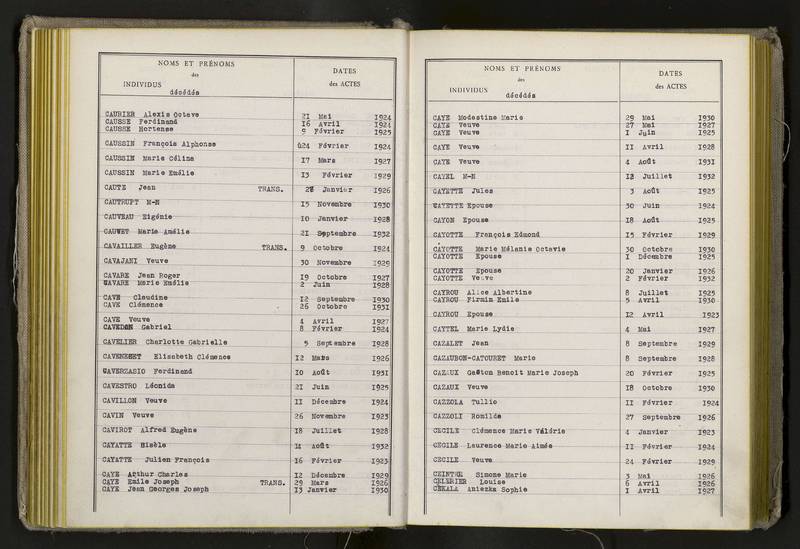 NOMS ET PRÉNOMS
des
INDIVIDUS
décédés
DATES
des ACTES
CAURIER Alexis Octave 21 Mai 1924
CAUSSE Ferdinand 16 Avril 1924
CAUSSE Hortense 9 Février 1925
CAUSSIN François Alphonse 24 Février 1924
CAUSSIN Marie Célina 17 Mars 1927
CAUSSIN Marie Emélie 13 Février 1929
CAUTE Jean TRANS. Janvier 1926
CAUTRUPT M-N 15 Novembre 1930
CAUVEAU Eigénie 10 Janvier 1928
CAUWET Marie Amélie 21 Septembre 1932
CAVAILLER Eugène TRANS. 9 Octobre 1924
CAVAJANI Veuve 30 Novembre 1929
CAVARE Jean Roger 19 Octobre 1927
CAVARE Marie Emélie 2 Juin 1928
CAVE Claudine 12 Septembre 1930
CAVE Clémence 26 Octobre 1931
CAVE Veuve 4 Avril 1927
CAVEDON Gabriel 8 Février 1924
CAVELIER Charlotte Gabrielle 5 Septembre 1928
CAVENEGET Elisabeth Clémence 12 Mars 1926
CAVERZASIO Ferdinand 10 Août 1931
CAVESTRO Léonida 21 Juin 1925
CAVILLON Veuve 11 Décembre 1924
CAVIN Veuve 26 Novembre 1923
CAVIROT Alfred Eugène 18 Juillet 1928
CAYATTE Gisèle 14 Août 1932
CAYATTE Julien François 16 Février 1923
CAYE Arthur Charles 12 Décembre 1929
CAYE Emile Joseph TRANS. 29 Mars 1926
CAYE Jean Georges Joseph 13 Janvier 1930
NOMS ET PRÉNOMS
des
INDIVIDUS
décédés
DATES
des ACTES
CAYE Modestine Marie 29 Mai 1930
CAYE Veuve 27 Mai 1927
CAYE Veuve 1 Juin 1925
CAYE Veuve 11 Avril 1928
CAYE Veuve 4 Août 1931
CAYEL M-N Juillet 1932
CAYETTE Jules 3 Août 1925
CAYETTE Epouse 30 Juin 1924
CAYON Epouse 18 Août 1925
CAYOTTE François Edmond 15 Février 1929
CAYOTTE Marie Mélanie Octavie 30 Octobre 1930
CAYOTTE Epouse 1 Décembre 1925
CAYOTTE Epouse 20 Janvier 1926
CAYOTTE Veuve 2 Février 1932
CAYROU Alice Albertine 8 Juillet 1925
CAYROU Firmin Emile 5 Avril 1930
CAYROU Epouse 12 Avril 1923
CAYTEL Marie Lydie 4 Mai 1927
CAZALET Jean 8 Septembre 1929
CAZAUBON-CATOURET Marie 8 Septembre 1928
CAZAUX Gaëton Benoit Marie Joseph 20 Février 1925
CAZAUX Veuve 18 Octobre 1930
CAZZOLA Tullio 11 Février 1924
CAZZOLI Romilde 27 Septembre 1926
CECILE Clémence Marie Valérie 4 Janvier 1923
CECILE Laurence Marie Aimée 11 Février 1924
CECILE Veuve 24 Février 1929
Simone Marie 3 Mai 1926
CELERIER Louise 6 Avril 1926
CEKALA Aniezka Sophie 1 Avril 1927